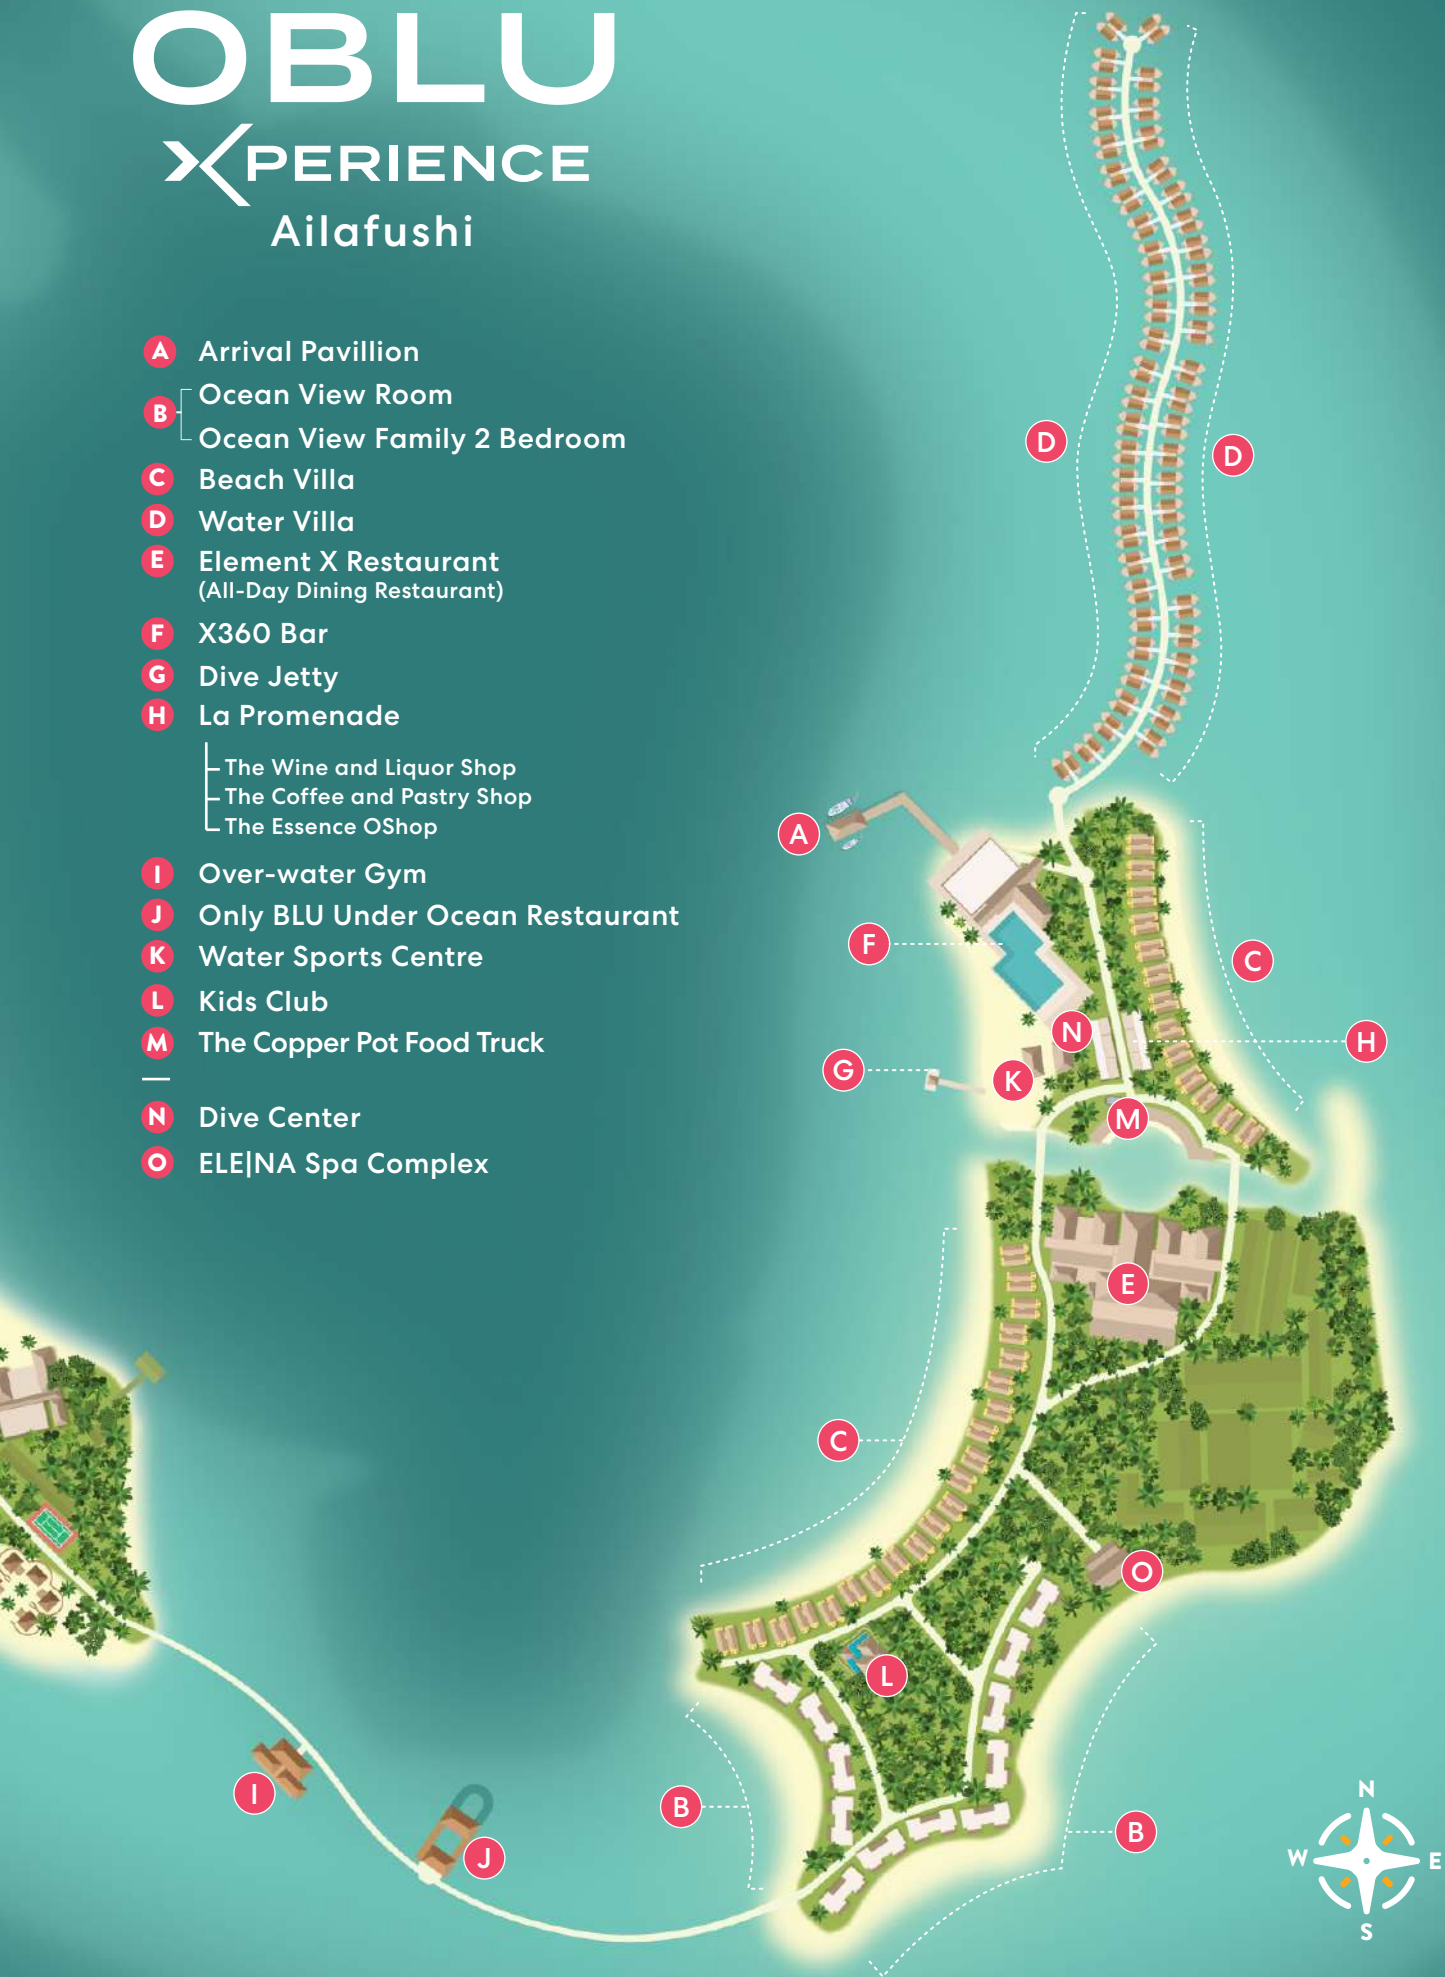 OBLU
XPERIENCE
Ailafushi
A Arrival Pavillion
B Ocean View Room
Ocean View Family 2 Bedroom
C Beach Villa
D Water Villa
E Element X Restaurant
(All-Day Dining Restaurant)
F X360 Bar
G Dive Jetty
H La Promenade
The Wine and Liquor Shop
The Coffee and Pastry Shop
The Essence OShop
I Over-water Gym
J Only BLU Under Ocean Restaurant
K Water Sports Centre
L Kids Club
M The Copper Pot Food Truck
N Dive Center
O ELE|NA Spa Complex
D
D
A
F
C
N
H
G
K
M
E
C
O
L
I
B
B
J
N
W
E
S